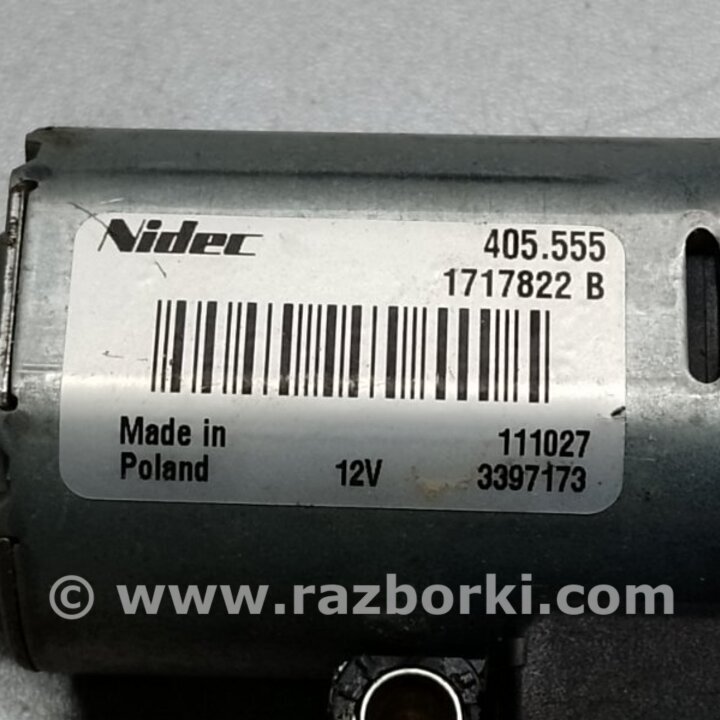 Nidec 405.555
1717822 B
Made in 111027
Poland 12V 3397173
© www.razborki.com